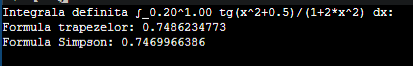 Integrala definita ∫_0.20^1.00 tg(x^2+0.5)/(1+2*x^2) dx:
Formula trapezelor: 0.7486234773
Formula Simpson: 0.7469966386